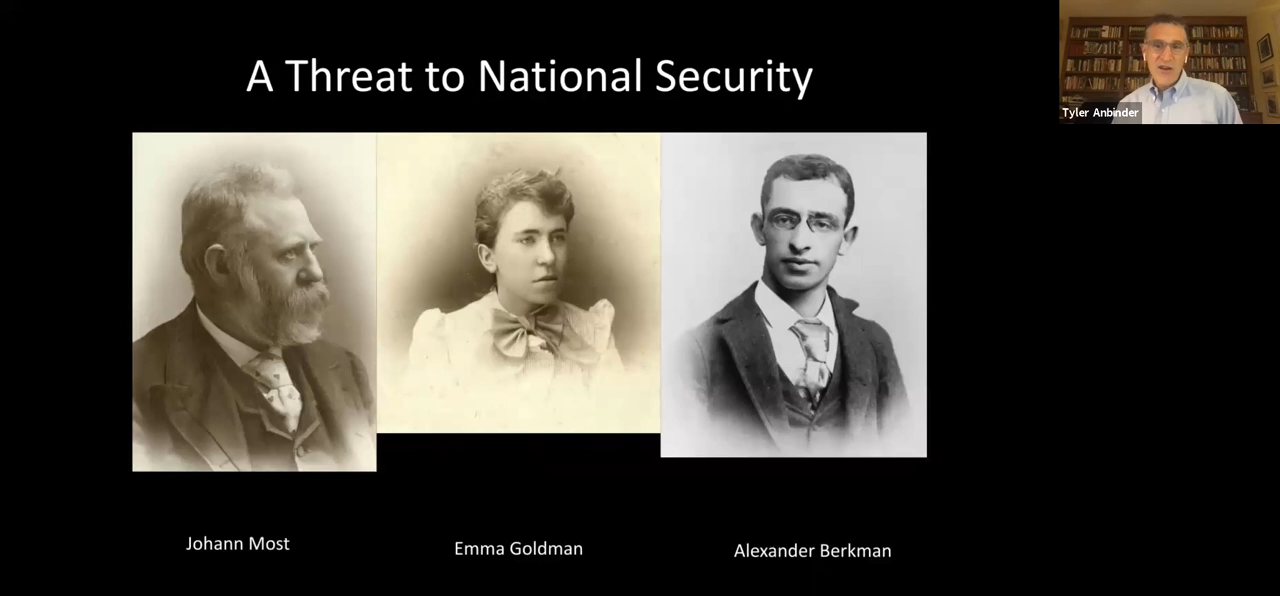 A Threat to National Security
Tyler Anbinder
Johann Most
Emma Goldman
Alexander Berkman